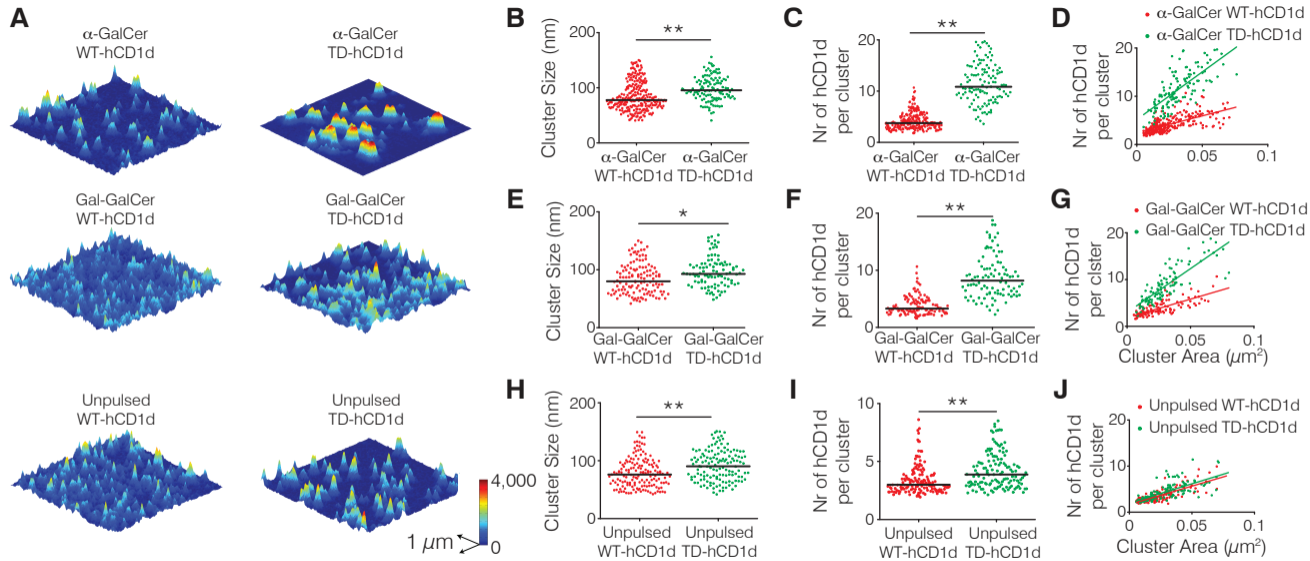 A
α-GalCer
WT-hCD1d
α-GalCer
TD-hCD1d
Gal-GalCer
WT-hCD1d
Gal-GalCer
TD-hCD1d
Unpulsed
WT-hCD1d
Unpulsed
TD-hCD1d
4,000
0
1 μm
B
Cluster Size (nm)
200
100
0
**
α-GalCer
WT-hCD1d
α-GalCer
TD-hCD1d
C
Nr of hCD1d
per cluster
20
10
0
**
α-GalCer
WT-hCD1d
α-GalCer
TD-hCD1d
D
α-GalCer WT-hCD1d
α-GalCer TD-hCD1d
Nr of hCD1d
per cluster
20
10
0
0
0.05
0.1
E
Cluster Size (nm)
200
100
0
*
Gal-GalCer
WT-hCD1d
Gal-GalCer
TD-hCD1d
F
Nr of hCD1d
per cluster
20
10
0
**
Gal-GalCer
WT-hCD1d
Gal-GalCer
TD-hCD1d
G
Gal-GalCer WT-hCD1d
Gal-GalCer TD-hCD1d
Nr of hCD1d
per clster
20
10
0
0
0.05
0.1
Cluster Area (μm²)
H
Cluster Size (nm)
200
100
0
**
Unpulsed
WT-hCD1d
Unpulsed
TD-hCD1d
I
Nr of hCD1d
per cluster
10
5
0
**
Unpulsed
WT-hCD1d
Unpulsed
TD-hCD1d
J
Unpulsed WT-hCD1d
Unpulsed TD-hCD1d
Nr of hCD1d
per cluster
20
10
0
0
0.05
0.1
Cluster Area (μm²)